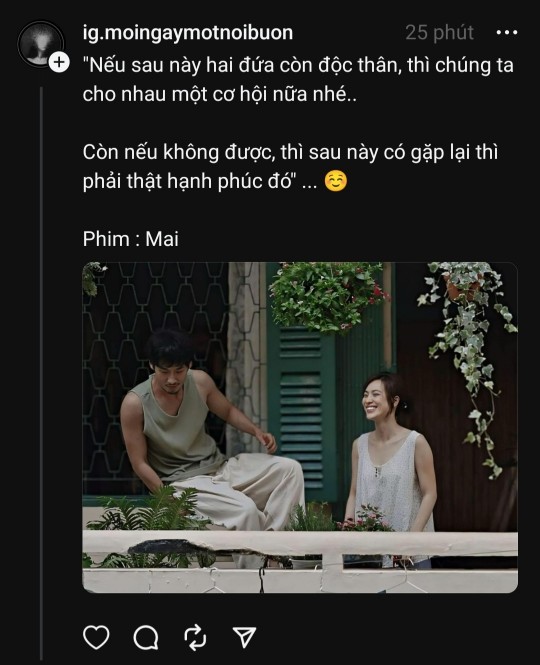 ig.moingaymotnoibuon 25 phút
"Nếu sau này hai đứa còn độc thân, thì chúng ta
cho nhau một cơ hội nữa nhé..
Còn nếu không được, thì sau này có gặp lại thì
phải thật hạnh phúc đó" ... ☺️
Phim : Mai